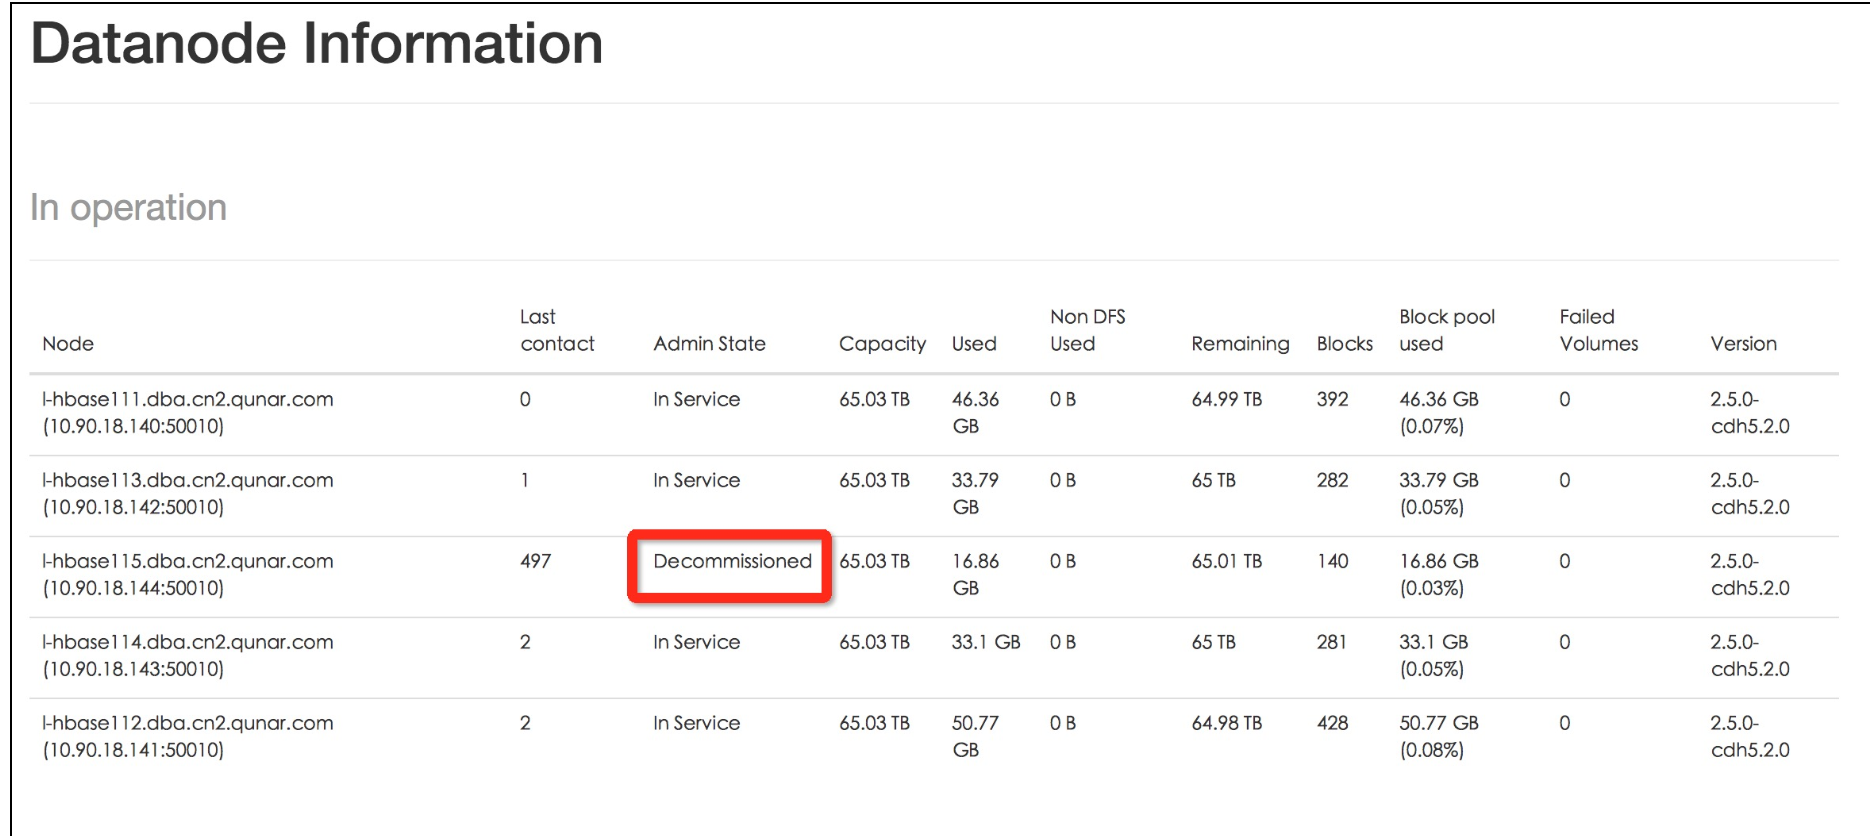 Datanode Information
In operation
Node Last contact Admin State Capacity Used Non DFS Used Remaining Blocks Block pool used Failed Volumes Version
l-hbase111.dba.cn2.qunar.com (10.90.18.140:50010) 0 In Service 65.03 TB 46.36 GB 0 B 64.99 TB 392 46.36 GB (0.07%) 0 2.5.0-cdh5.2.0
l-hbase113.dba.cn2.qunar.com (10.90.18.142:50010) 1 In Service 65.03 TB 33.79 GB 0 B 65 TB 282 33.79 GB (0.05%) 0 2.5.0-cdh5.2.0
l-hbase115.dba.cn2.qunar.com (10.90.18.144:50010) 497 Decommissioned 65.03 TB 16.86 GB 0 B 65.01 TB 140 16.86 GB (0.03%) 0 2.5.0-cdh5.2.0
l-hbase114.dba.cn2.qunar.com (10.90.18.143:50010) 2 In Service 65.03 TB 33.1 GB 0 B 65 TB 281 33.1 GB (0.05%) 0 2.5.0-cdh5.2.0
l-hbase112.dba.cn2.qunar.com (10.90.18.141:50010) 2 In Service 65.03 TB 50.77 GB 0 B 64.98 TB 428 50.77 GB (0.08%) 0 2.5.0-cdh5.2.0